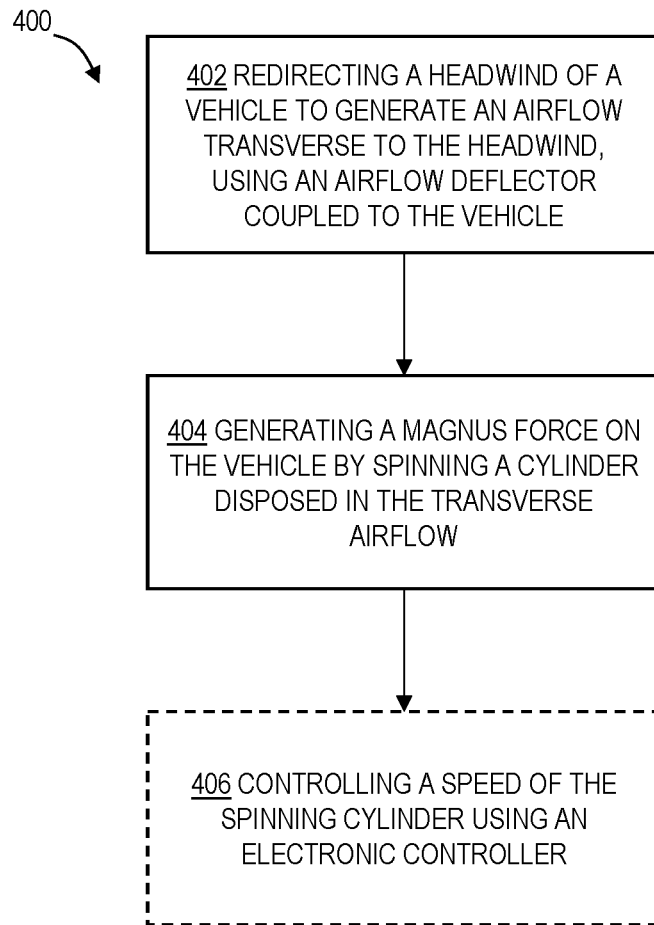 400
402 REDIRECTING A HEADWIND OF A
VEHICLE TO GENERATE AN AIRFLOW
TRANSVERSE TO THE HEADWIND,
USING AN AIRFLOW DEFLECTOR
COUPLED TO THE VEHICLE
404 GENERATING A MAGNUS FORCE ON
THE VEHICLE BY SPINNING A CYLINDER
DISPOSED IN THE TRANSVERSE
AIRFLOW
406 CONTROLLING A SPEED OF THE
SPINNING CYLINDER USING AN
ELECTRONIC CONTROLLER